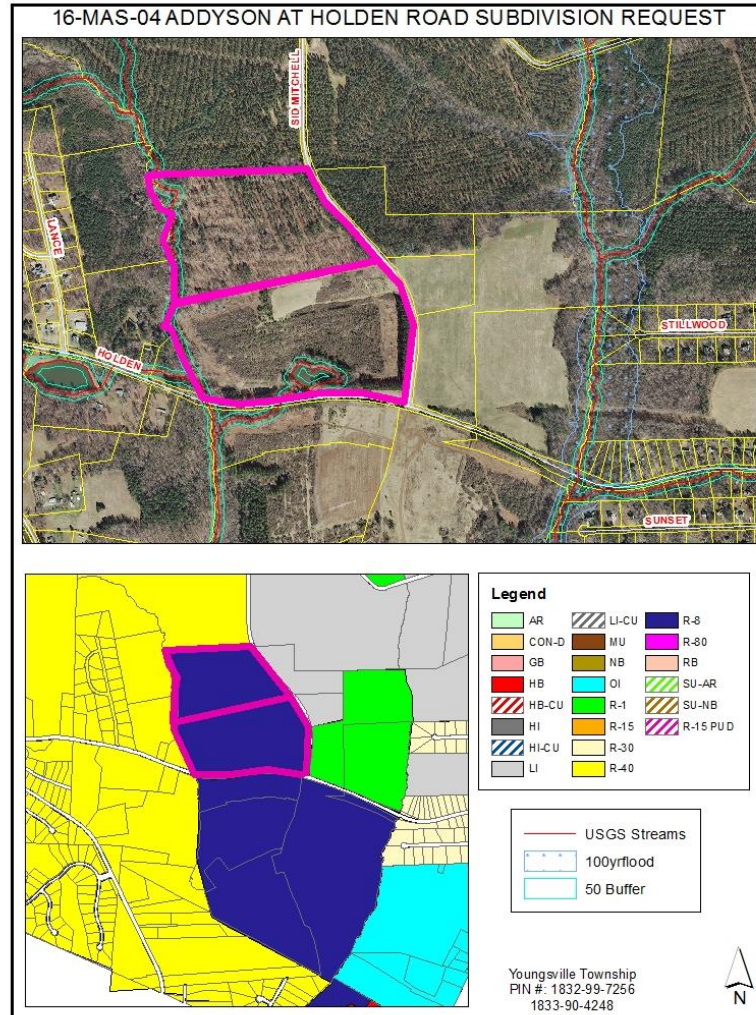 16-MAS-04 ADDYSON AT HOLDEN ROAD SUBDIVISION REQUEST
SID MITCHELL
LANCE
HOLDEN
STILLWOOD
SUNSET
Legend
AR
CON-D
GB
HB
HB-CU
HI
HI-CU
LI
LI-CU
MU
NB
OI
R-1
R-15
R-30
R-40
R-8
R-80
RB
SU-AR
SU-NB
R-15 PUD
USGS Streams
100yrflood
50 Buffer
Youngsville Township
PIN #: 1832-99-7256
1833-90-4248
N